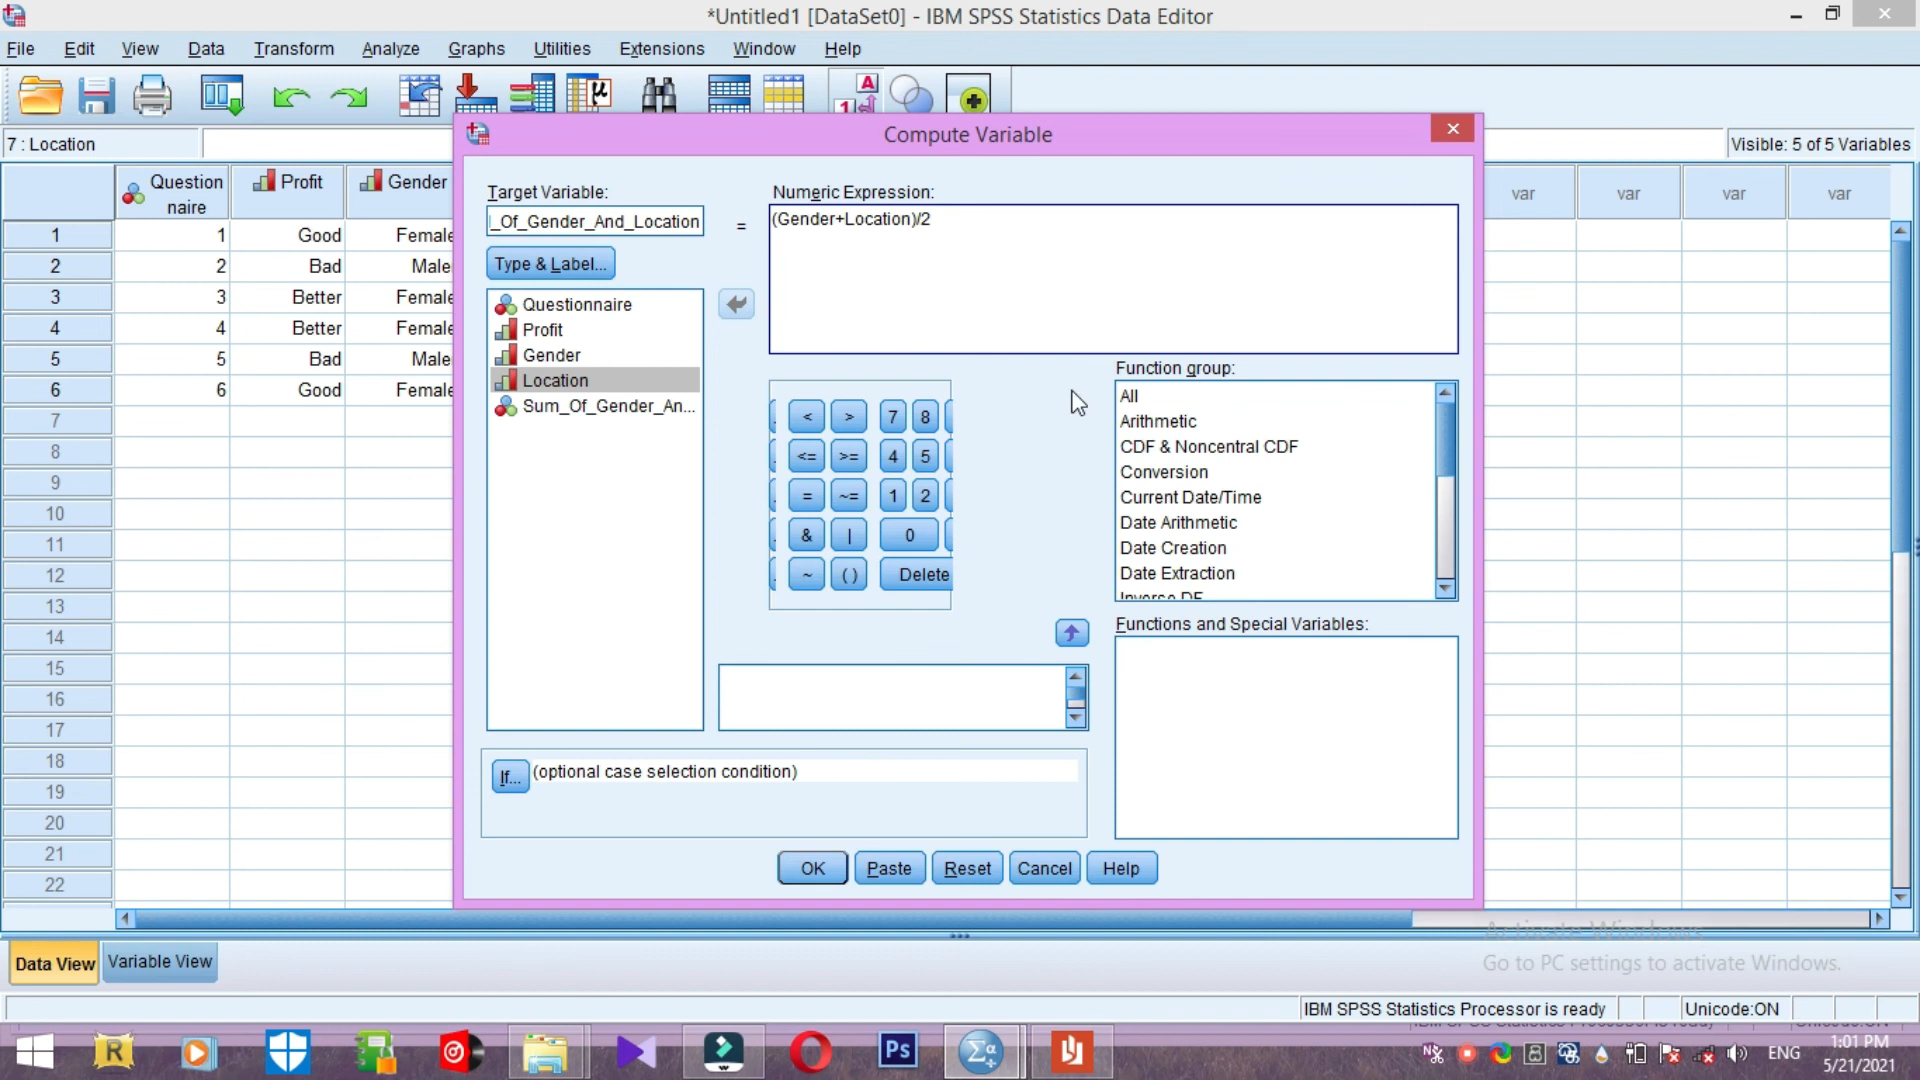 *Untitled1 [DataSet0] - IBM SPSS Statistics Data Editor
File Edit View Data Transform Analyze Graphs Utilities Extensions Window Help
7 : Location
Visible: 5 of 5 Variables
Compute Variable
Questionnaire Profit Gender var var var var
1 1 Good Female
2 2 Bad Male
3 3 Better Female
4 4 Better Female
5 5 Bad Male
6 6 Good Female
7
8
9
10
11
12
13
14
15
16
17
18
19
20
21
22
Target Variable:
_Of_Gender_And_Location
=
Numeric Expression:
(Gender+Location)/2
Type & Label...
Questionnaire
Profit
Gender
Location
Sum_Of_Gender_An...
< > 7 8
<= >= 4 5
= ~= 1 2
& | 0
~ ( ) Delete
Function group:
All
Arithmetic
CDF & Noncentral CDF
Conversion
Current Date/Time
Date Arithmetic
Date Creation
Date Extraction
Inverse DF
Functions and Special Variables:
If... (optional case selection condition)
OK Paste Reset Cancel Help
Activate Windows
Go to PC settings to activate Windows.
Data View Variable View
IBM SPSS Statistics Processor is ready Unicode:ON
R Ps Σα ENG
1:01 PM
5/21/2021